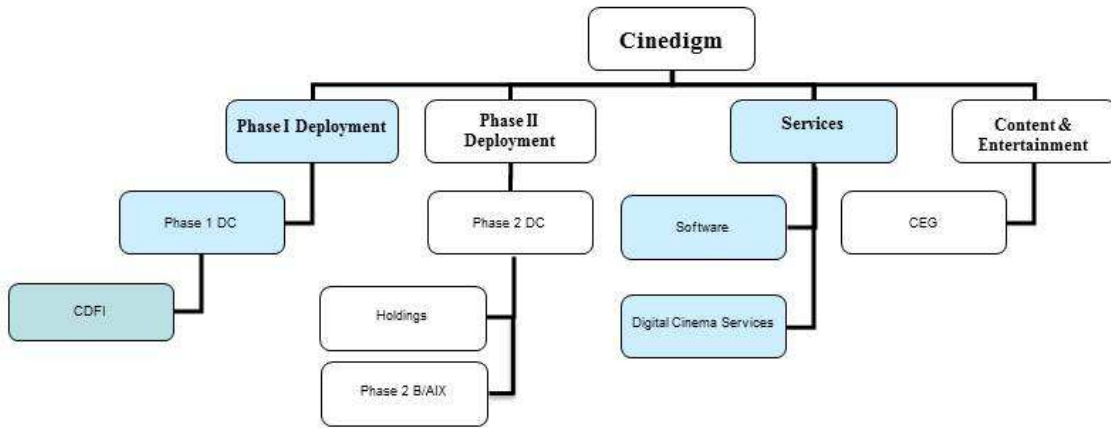 Cinedigm
Phase I Deployment
Phase II
Deployment
Services
Content &
Entertainment
Phase 1 DC
Phase 2 DC
Software
CEG
CDFI
Holdings
Digital Cinema Services
Phase 2 B/AIX